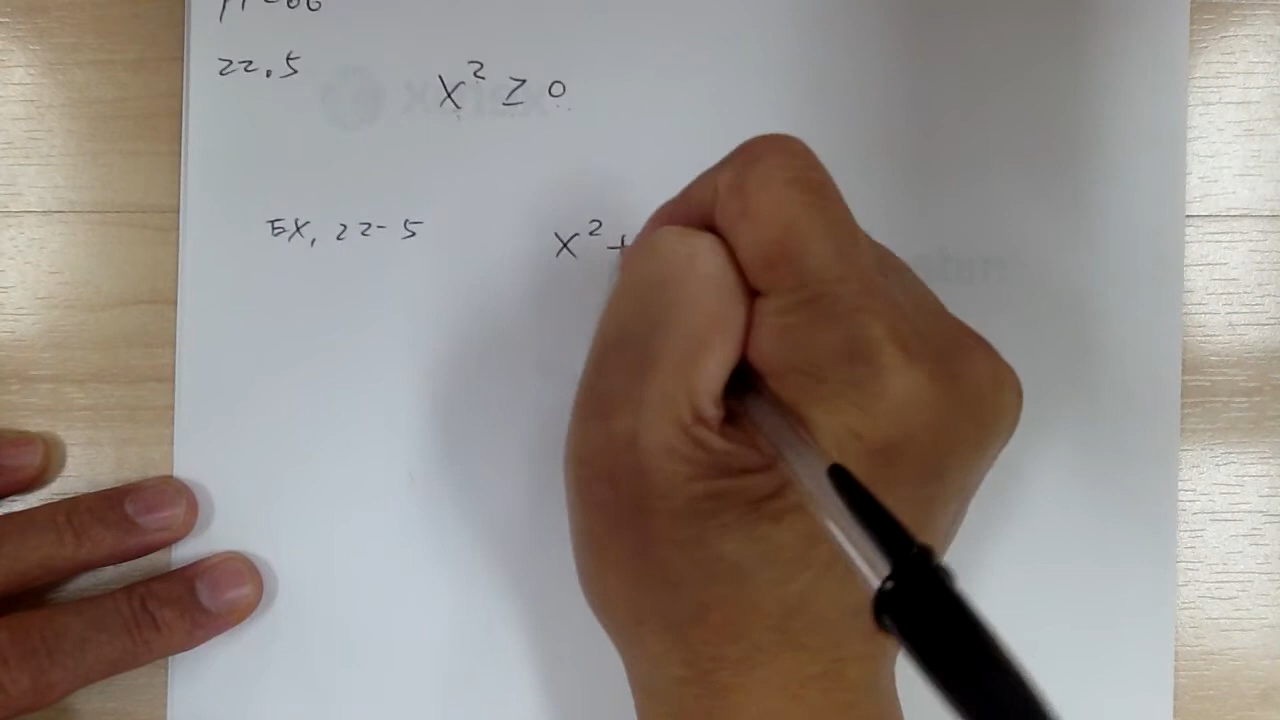 22.5
x² ≥ 0
EX, 22-5
x² +